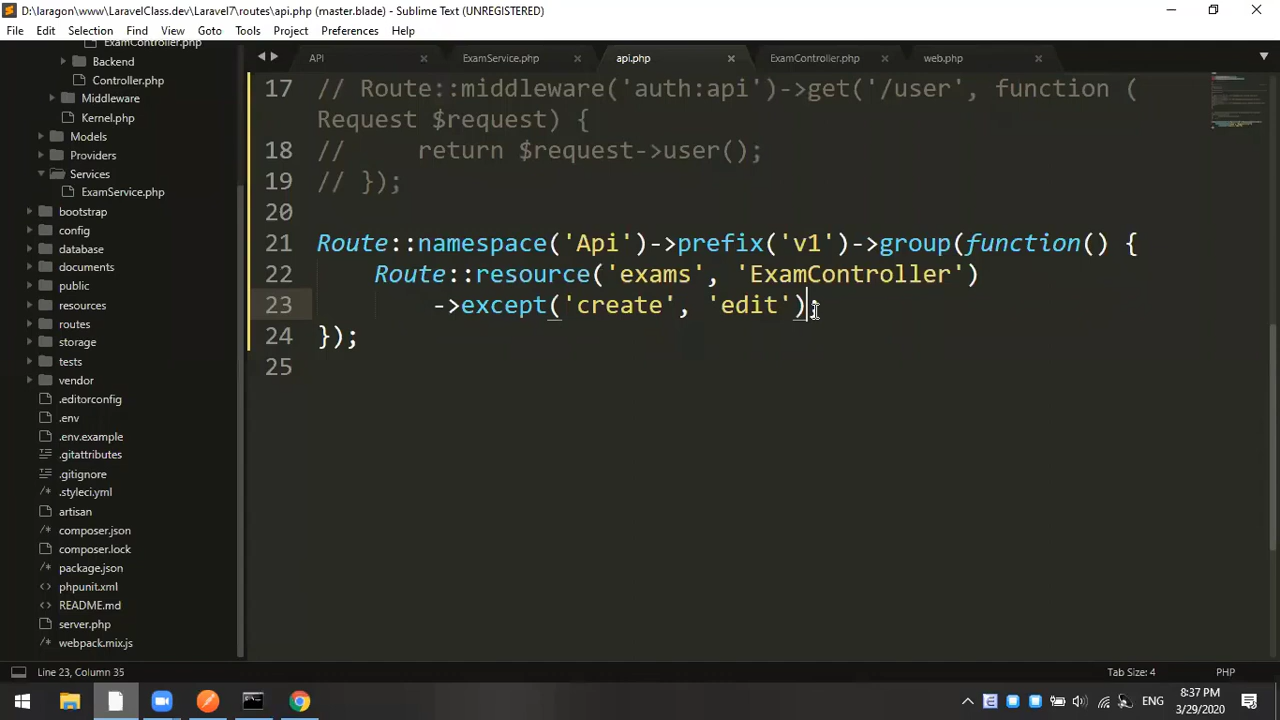 D:\laragon\www\LaravelClass.dev\Laravel7\routes\api.php (master.blade) - Sublime Text (UNREGISTERED)
File Edit Selection Find View Goto Tools Project Preferences Help
ExamController.php
Backend
Controller.php
Middleware
Kernel.php
Models
Providers
Services
ExamService.php
bootstrap
config
database
documents
public
resources
routes
storage
tests
vendor
.editorconfig
.env
.env.example
.gitattributes
.gitignore
.styleci.yml
artisan
composer.json
composer.lock
package.json
phpunit.xml
README.md
server.php
webpack.mix.js
API ExamService.php api.php ExamController.php web.php
17 // Route::middleware('auth:api')->get('/user', function (
Request $request) {
18 //     return $request->user();
19 // });
20
21 Route::namespace('Api')->prefix('v1')->group(function() {
22     Route::resource('exams', 'ExamController')
23         ->except('create', 'edit');
24 });
25
Line 23, Column 35 Tab Size: 4 PHP
ENG 8:37 PM
3/29/2020